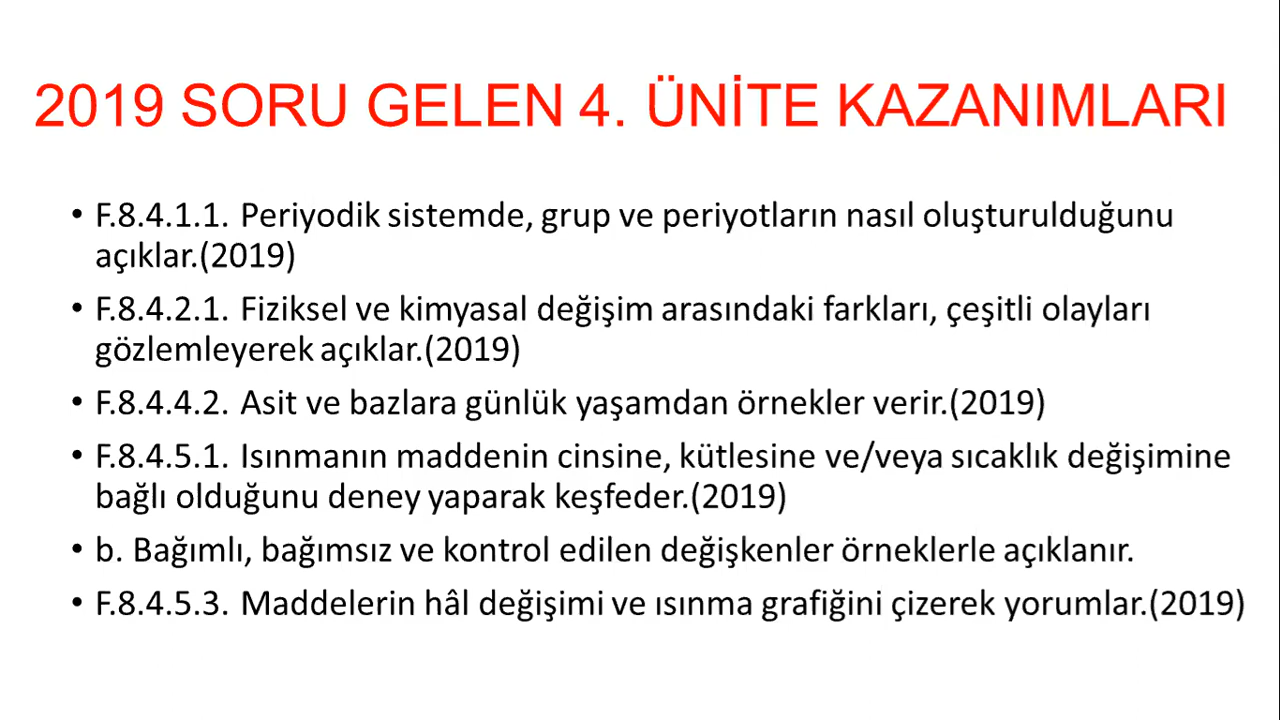 2019 SORU GELEN 4. ÜNİTE KAZANIMLARI
• F.8.4.1.1. Periyodik sistemde, grup ve periyotların nasıl oluşturulduğunu
açıklar.(2019)
• F.8.4.2.1. Fiziksel ve kimyasal değişim arasındaki farkları, çeşitli olayları
gözlemleyerek açıklar.(2019)
• F.8.4.4.2. Asit ve bazlara günlük yaşamdan örnekler verir.(2019)
• F.8.4.5.1. Isınmanın maddenin cinsine, kütlesine ve/veya sıcaklık değişimine
bağlı olduğunu deney yaparak keşfeder.(2019)
• b. Bağımlı, bağımsız ve kontrol edilen değişkenler örneklerle açıklanır.
• F.8.4.5.3. Maddelerin hâl değişimi ve ısınma grafiğini çizerek yorumlar.(2019)